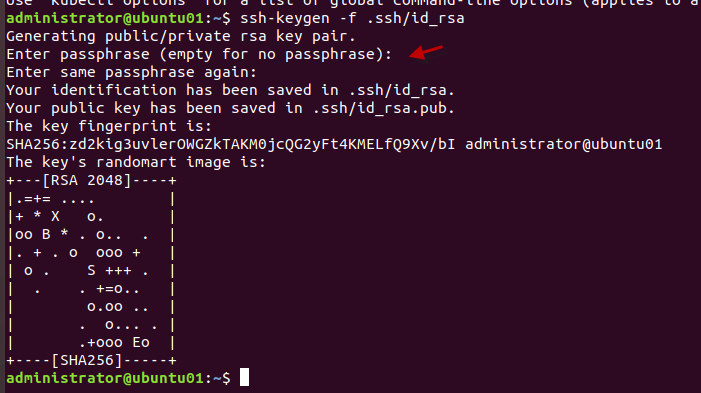 Use "kubectl options" for a list of global command-line options (applies to a
administrator@ubuntu01:~$ ssh-keygen -f .ssh/id_rsa
Generating public/private rsa key pair.
Enter passphrase (empty for no passphrase):
Enter same passphrase again:
Your identification has been saved in .ssh/id_rsa.
Your public key has been saved in .ssh/id_rsa.pub.
The key fingerprint is:
SHA256:zd2kig3uvlerOWGZkTAKM0jcQG2yFt4KMELfQ9Xv/bI administrator@ubuntu01
The key's randomart image is:
+---[RSA 2048]----+
|.=+= ....        |
|+ * X   o.       |
|oo B * . o..  .  |
|. + . o  ooo +   |
| o .    S +++ .  |
|  .    . +=o..   |
|        o.oo ..  |
|       .  o... . |
|       .+ooo Eo  |
+----[SHA256]-----+
administrator@ubuntu01:~$